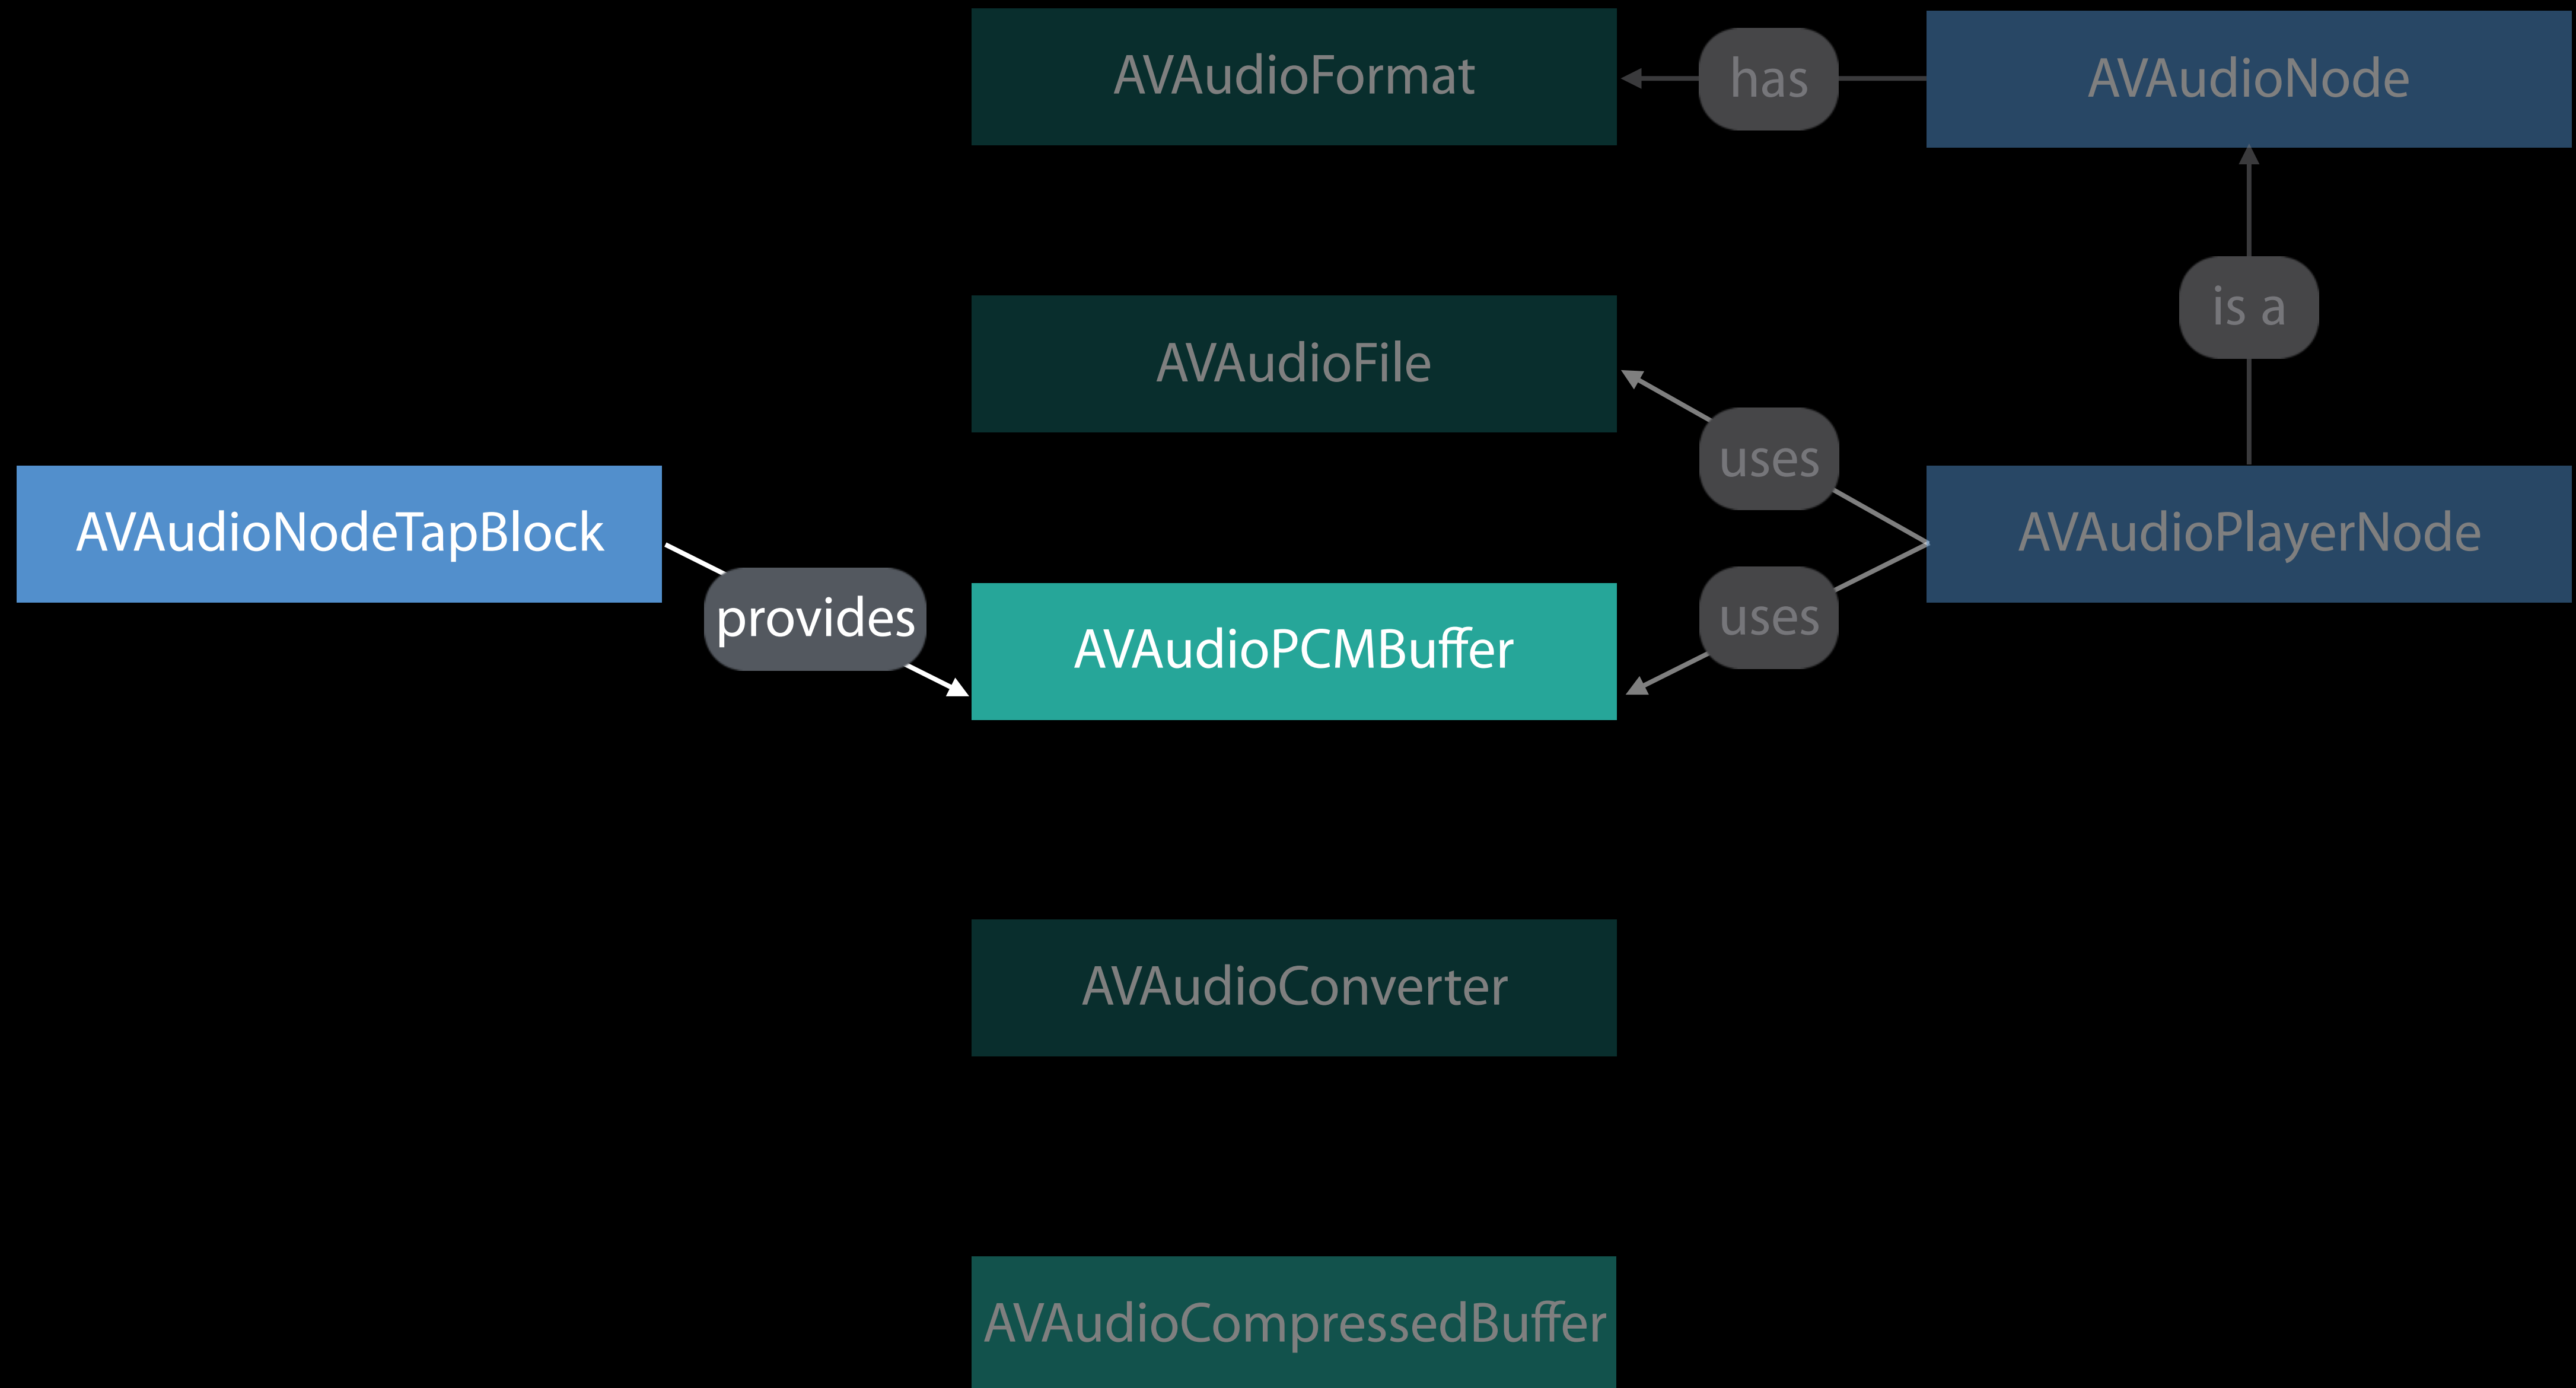 AVAudioFormat
has
AVAudioNode
is a
AVAudioFile
uses
AVAudioNodeTapBlock
AVAudioPlayerNode
provides
AVAudioPCMBuffer
uses
AVAudioConverter
AVAudioCompressedBuffer